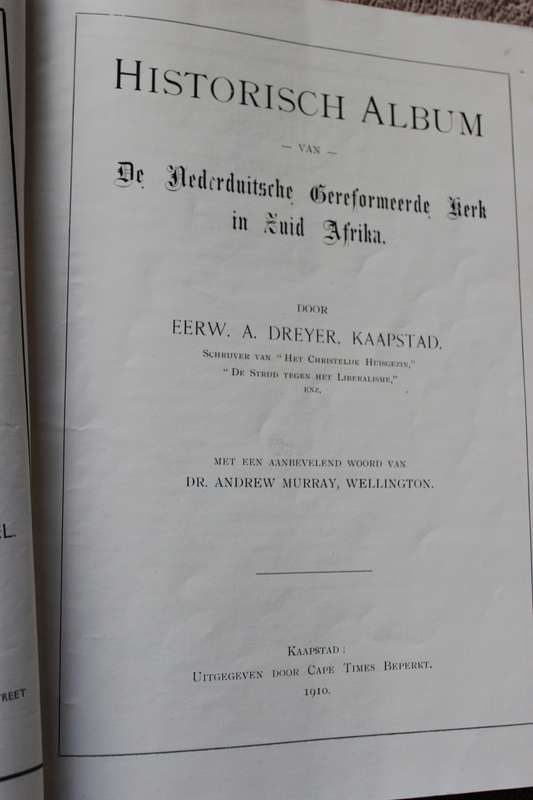 HISTORISCH ALBUM
— VAN —
De Nederduitsche Gereformeerde Kerk
in Zuid Afrika.
DOOR
EERW. A. DREYER, KAAPSTAD.
SCHRIJVER VAN "HET CHRISTELIJK HUISGEZIN,"
"DE STRIJD TEGEN HET LIBERALISME,"
ENZ.
MET EEN AANBEVELEND WOORD VAN
DR. ANDREW MURRAY, WELLINGTON.
KAAPSTAD:
UITGEGEVEN DOOR CAPE TIMES BEPERKT.
1910.